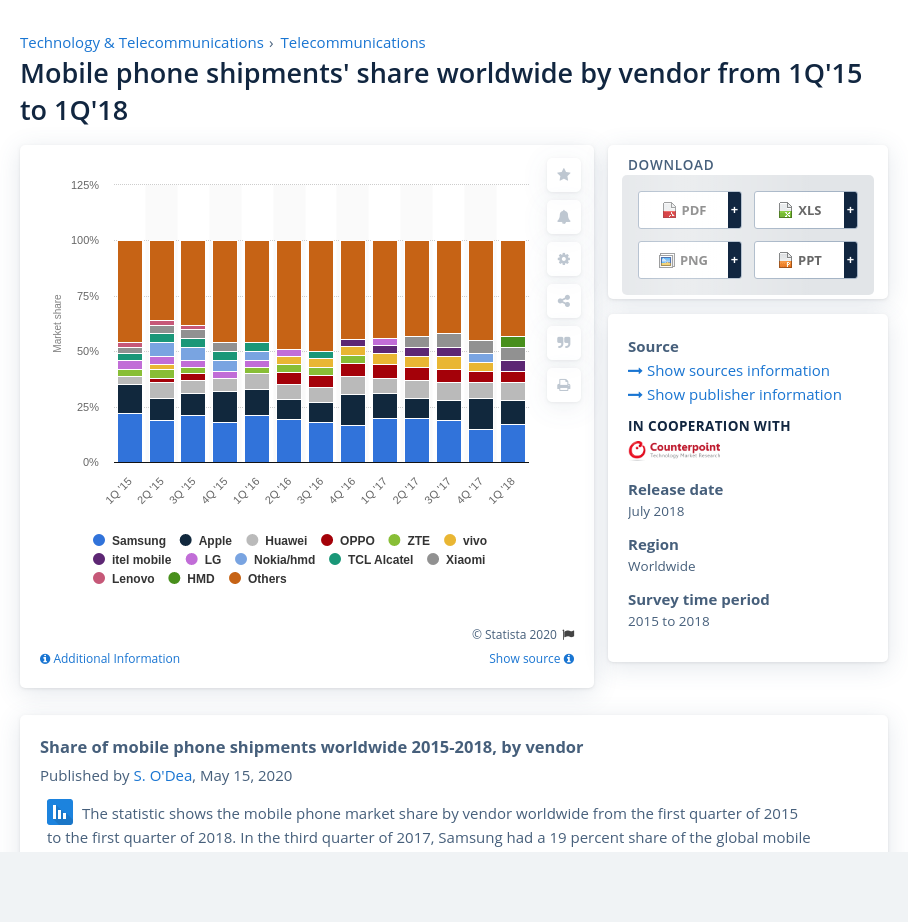 Technology & Telecommunications › Telecommunications
Mobile phone shipments' share worldwide by vendor from 1Q'15
to 1Q'18
125%
100%
75%
50%
25%
0%
Market share
1Q '15
2Q '15
3Q '15
4Q '15
1Q '16
2Q '16
3Q '16
4Q '16
1Q '17
2Q '17
3Q '17
4Q '17
1Q '18
Samsung Apple Huawei OPPO ZTE vivo
itel mobile LG Nokia/hmd TCL Alcatel Xiaomi
Lenovo HMD Others
© Statista 2020
Additional Information
Show source
DOWNLOAD
PDF + XLS +
PNG + PPT +
Source
Show sources information
Show publisher information
IN COOPERATION WITH
Counterpoint
Technology Market Research
Release date
July 2018
Region
Worldwide
Survey time period
2015 to 2018
Share of mobile phone shipments worldwide 2015-2018, by vendor
Published by S. O'Dea, May 15, 2020
The statistic shows the mobile phone market share by vendor worldwide from the first quarter of 2015
to the first quarter of 2018. In the third quarter of 2017, Samsung had a 19 percent share of the global mobile